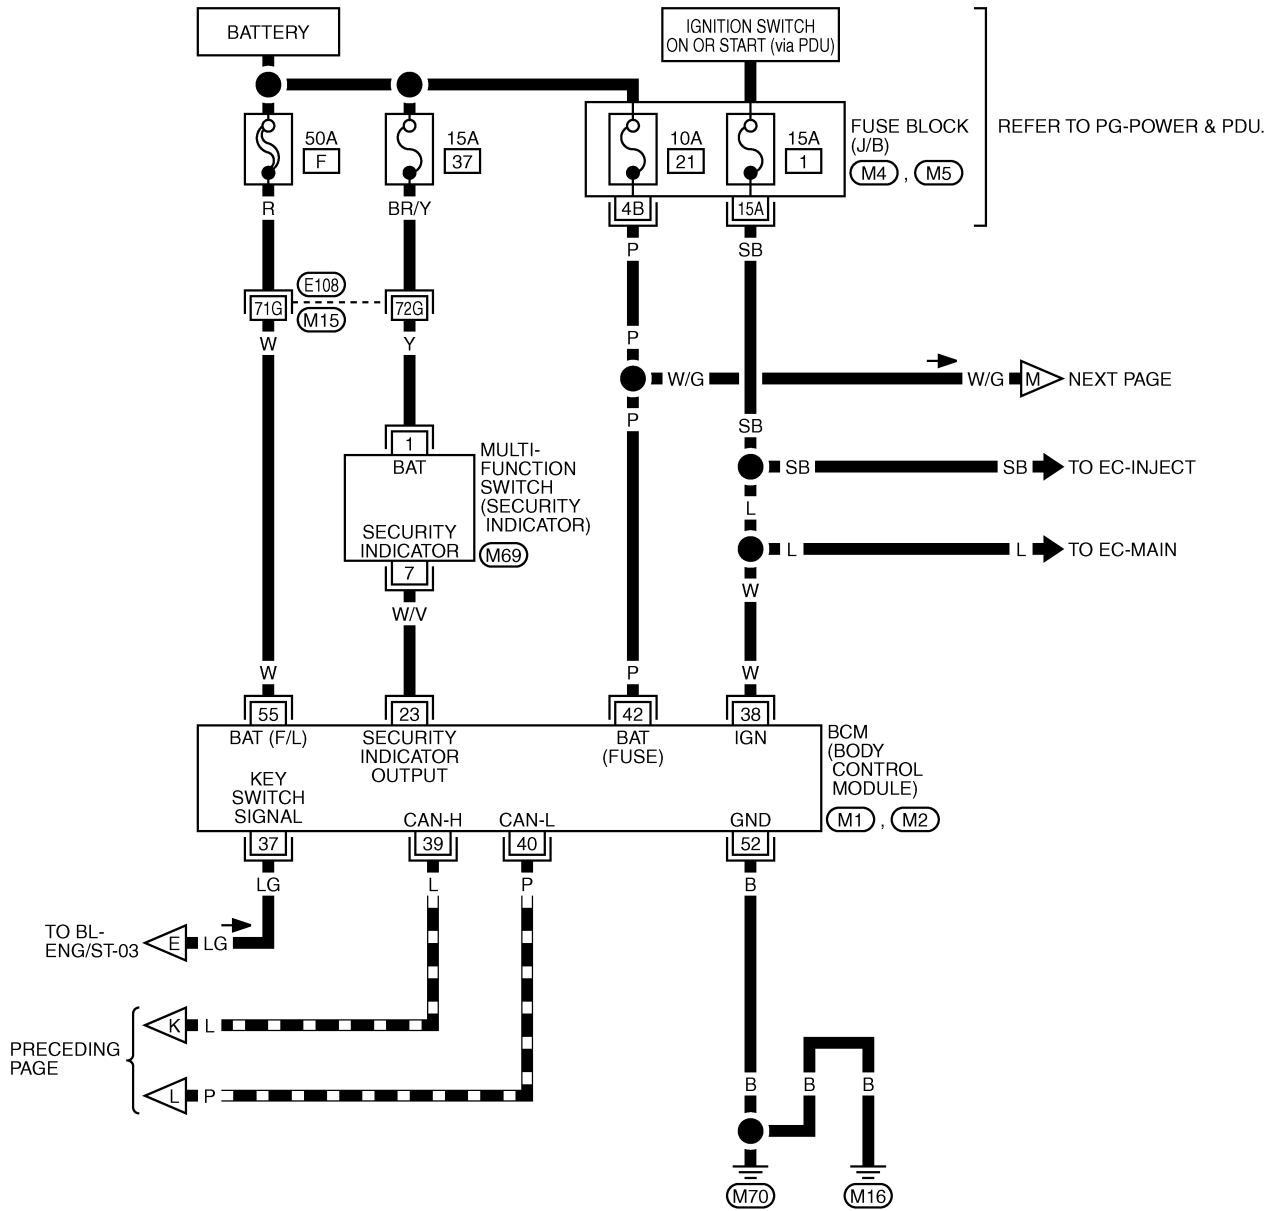 BATTERY
IGNITION SWITCH
ON OR START (via PDU)
50A
F
15A
37
10A
21
15A
1
FUSE BLOCK
(J/B)
M4 , M5
REFER TO PG-POWER & PDU.
R
BR/Y
4B
15A
P
SB
E108
71G
72G
M15
W
Y
P
W/G
W/G
M
NEXT PAGE
P
SB
1
BAT
MULTI-
FUNCTION
SWITCH
(SECURITY
INDICATOR)
SB
SB
TO EC-INJECT
L
SECURITY
INDICATOR
M69
L
L
TO EC-MAIN
7
W/V
W
W
P
W
55
23
42
38
BAT (F/L)
SECURITY
INDICATOR
OUTPUT
BAT
(FUSE)
IGN
BCM
(BODY
CONTROL
MODULE)
M1 , M2
KEY
SWITCH
SIGNAL
CAN-H
CAN-L
GND
37
39
40
52
LG
L
P
B
TO BL-
ENG/ST-03
E
LG
K
L
PRECEDING
PAGE
L
P
B
B
B
M70
M16